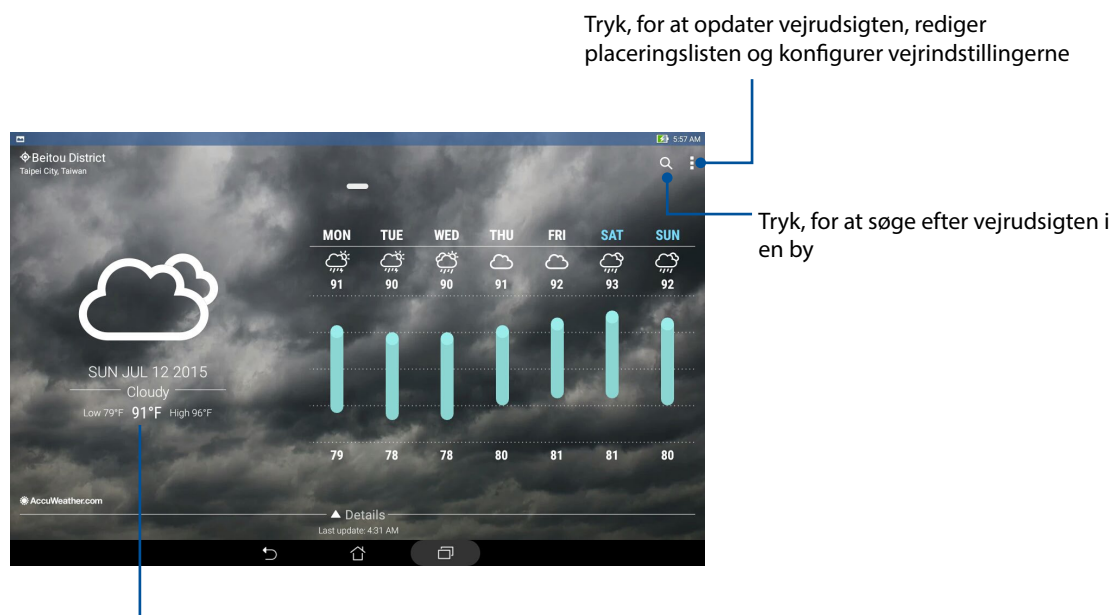 Tryk, for at opdater vejrudsigten, rediger
placeringslisten og konfigurer vejrindstillingerne
5:57 AM
Beitou District
Taipei City, Taiwan
Tryk, for at søge efter vejrudsigten i
en by
MON TUE WED THU FRI SAT SUN
91 90 90 91 92 93 92
SUN JUL 12 2015
Cloudy
Low 79°F 91°F High 96°F
79 78 78 80 81 81 80
AccuWeather.com
Details
Last update: 4:31 AM